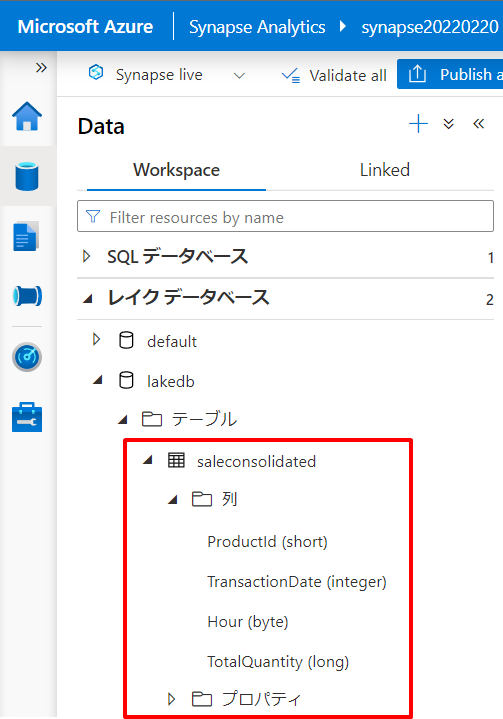 Microsoft Azure Synapse Analytics synapse20220220
Synapse live Validate all Publish a
Data
Workspace Linked
Filter resources by name
SQL データベース 1
レイク データベース 2
default
lakedb
テーブル
saleconsolidated
列
ProductId (short)
TransactionDate (integer)
Hour (byte)
TotalQuantity (long)
プロパティ